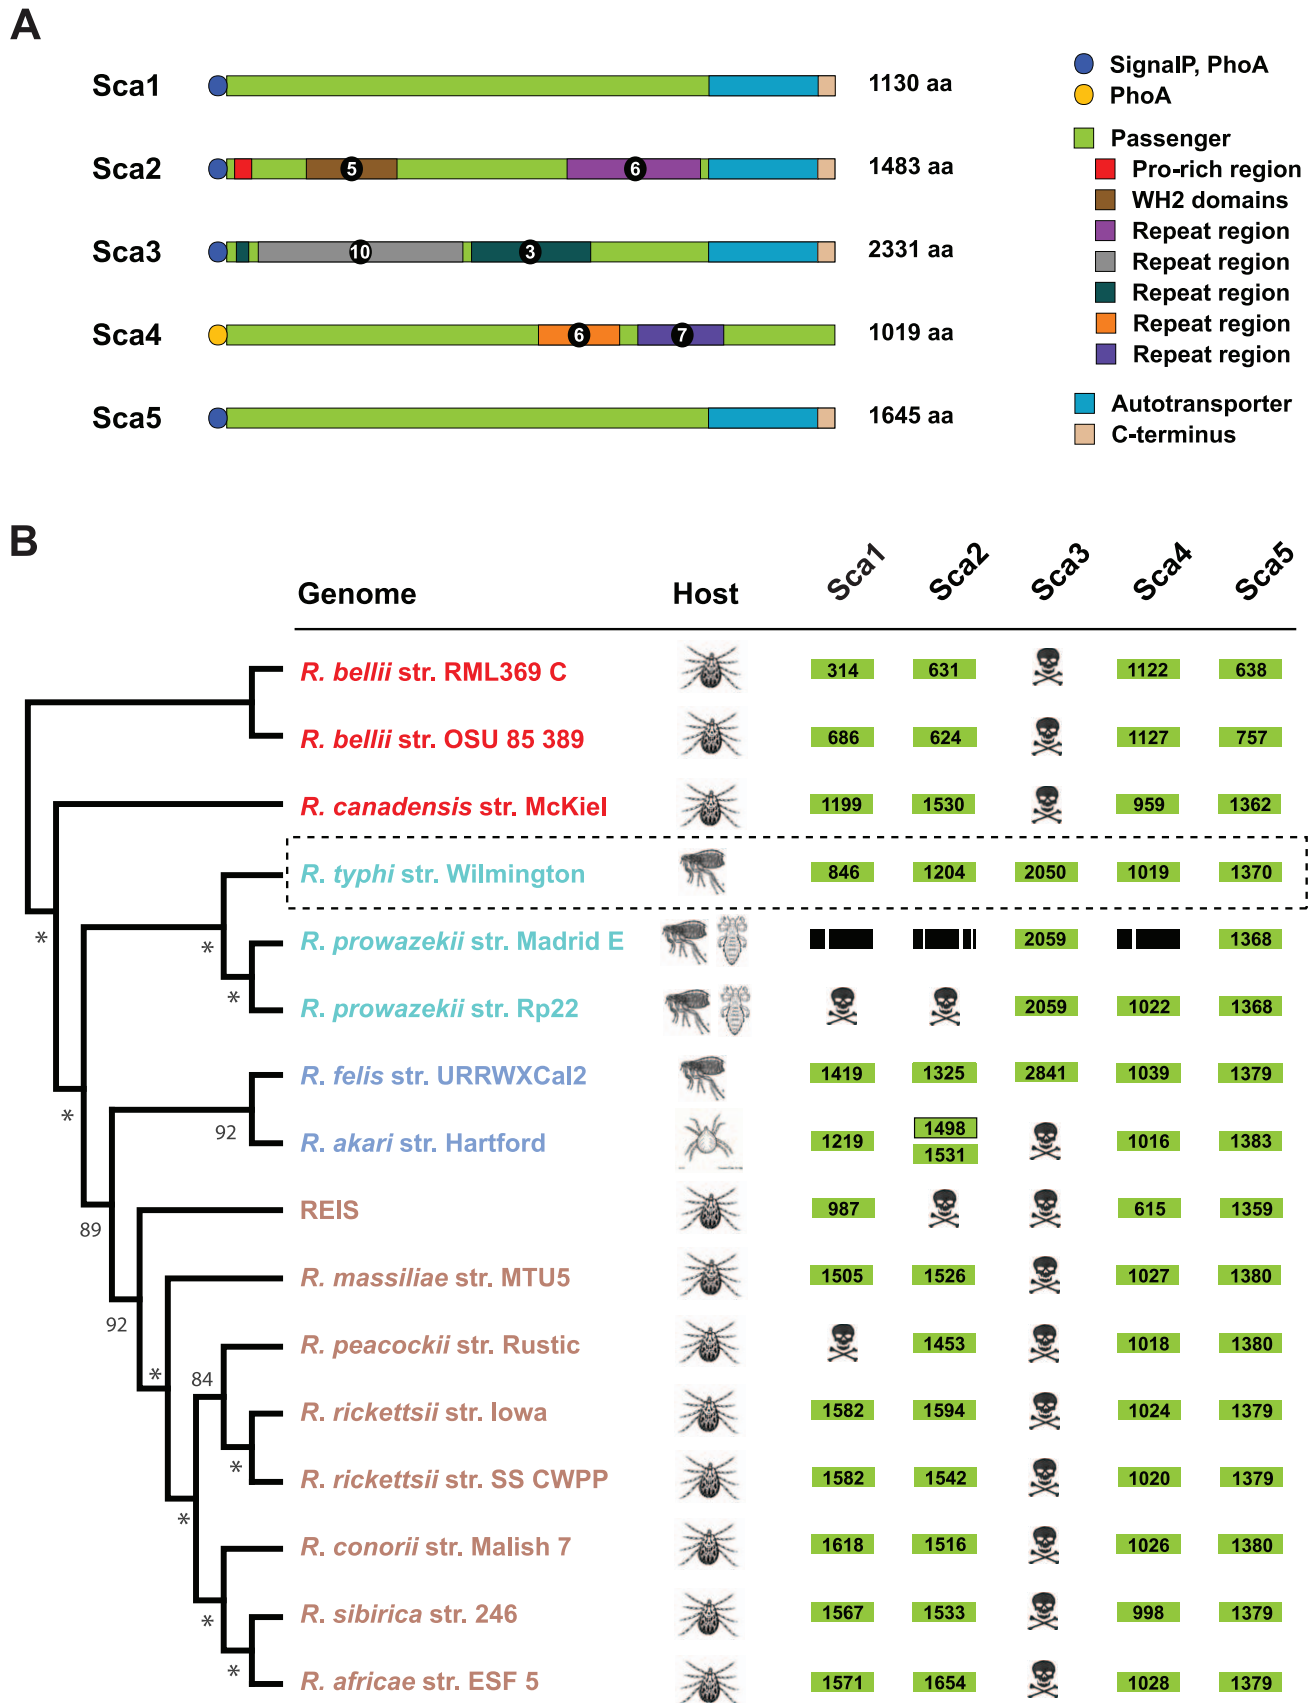 A
Sca1
1130 aa
SignalP, PhoA
PhoA
Passenger
Sca2
5
6
1483 aa
Pro-rich region
WH2 domains
Repeat region
Sca3
10
3
2331 aa
Repeat region
Repeat region
Sca4
6
7
1019 aa
Repeat region
Repeat region
Sca5
1645 aa
Autotransporter
C-terminus
B
Genome Host Sca1 Sca2 Sca3 Sca4 Sca5
R. bellii str. RML369 C 314 631 1122 638
R. bellii str. OSU 85 389 686 624 1127 757
R. canadensis str. McKiel 1199 1530 959 1362
R. typhi str. Wilmington 846 1204 2050 1019 1370
*
*
R. prowazekii str. Madrid E 2059 1368
*
R. prowazekii str. Rp22 2059 1022 1368
R. felis str. URRWXCal2 1419 1325 2841 1039 1379
*
92
R. akari str. Hartford 1219 1498 1016 1383
1531
REIS 987 615 1359
89
R. massiliae str. MTU5 1505 1526 1027 1380
92
R. peacockii str. Rustic 1453 1018 1380
*
84
R. rickettsii str. Iowa 1582 1594 1024 1379
*
R. rickettsii str. SS CWPP 1582 1542 1020 1379
*
R. conorii str. Malish 7 1618 1516 1026 1380
R. sibirica str. 246 1567 1533 998 1379
*
*
R. africae str. ESF 5 1571 1654 1028 1379